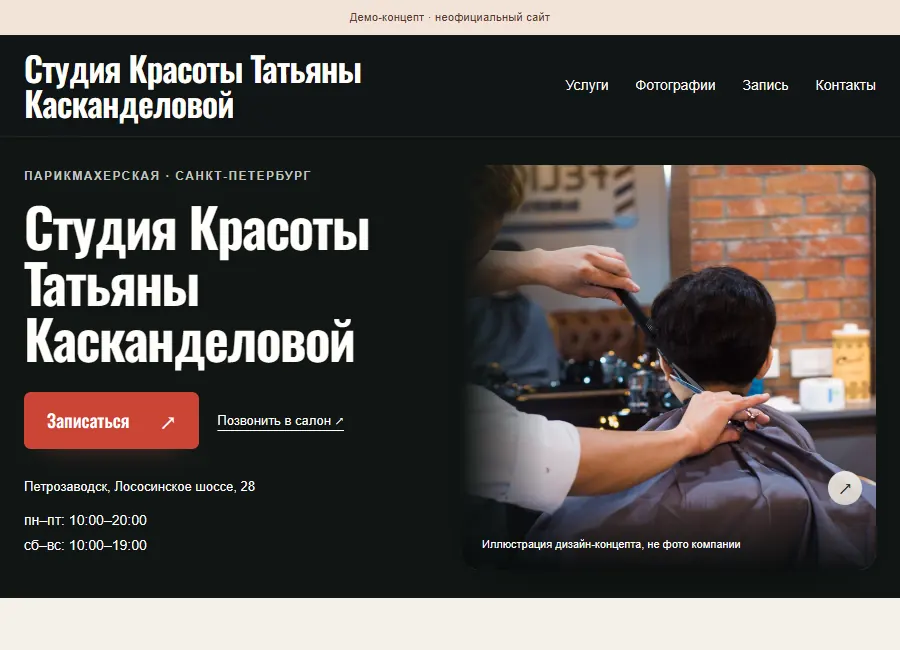 Демо-концепт · неофициальный сайт
Студия Красоты Татьяны
Касканделовой
Услуги Фотографии Запись Контакты
ПАРИКМАХЕРСКАЯ · САНКТ-ПЕТЕРБУРГ
Студия Красоты
Татьяны
Касканделовой
Записаться ↗
Позвонить в салон ↗
Петрозаводск, Лососинское шоссе, 28
пн–пт: 10:00–20:00
сб–вс: 10:00–19:00
↗
Иллюстрация дизайн-концепта, не фото компании